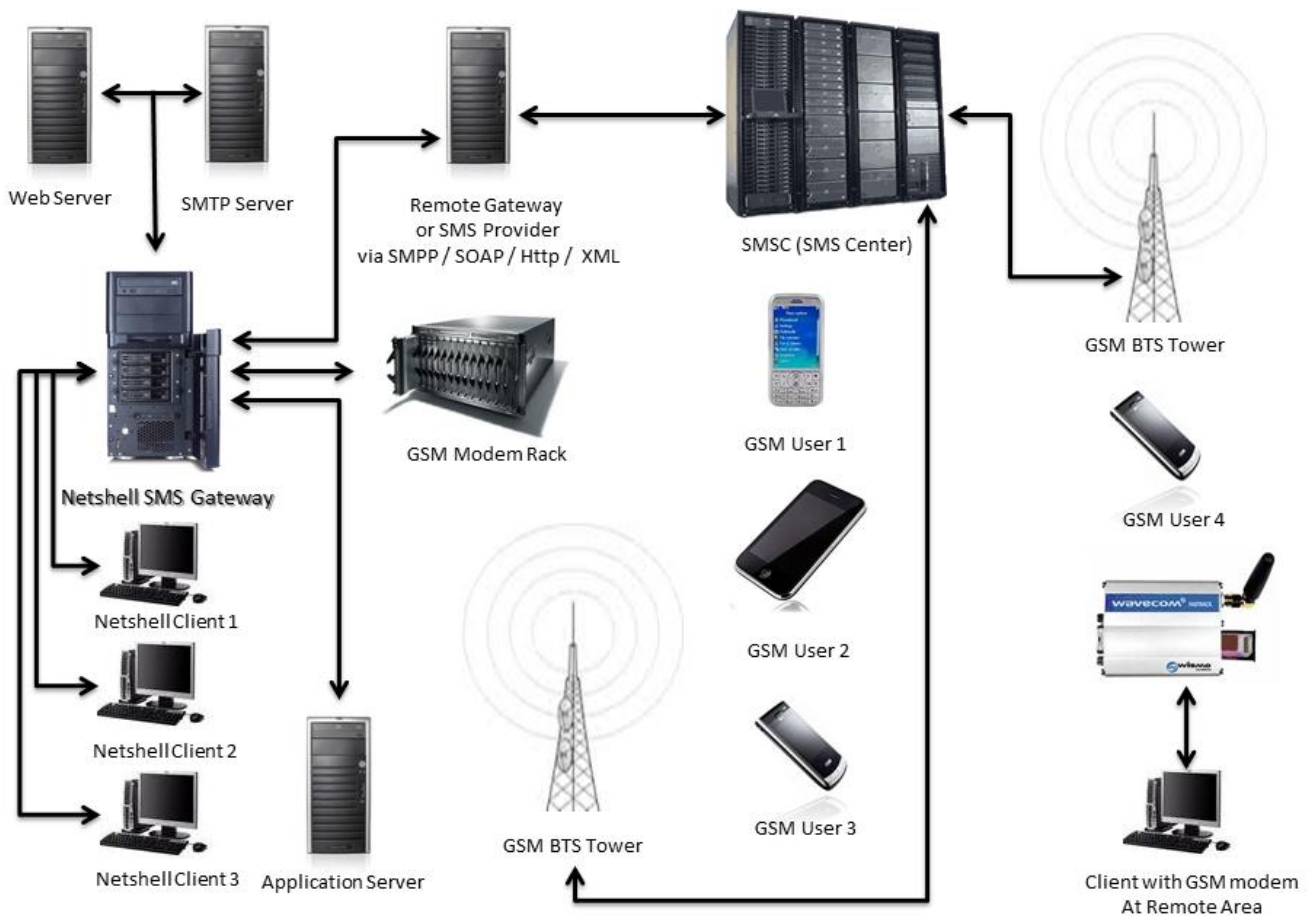 Web Server
SMTP Server
Remote Gateway
or SMS Provider
via SMPP / SOAP / Http / XML
SMSC (SMS Center)
GSM BTS Tower
Netshell SMS Gateway
GSM Modem Rack
GSM User 1
GSM User 4
Netshell Client 1
GSM User 2
wavecom
wismo
Netshell Client 2
GSM User 3
GSM BTS Tower
Netshell Client 3
Application Server
Client with GSM modem
At Remote Area